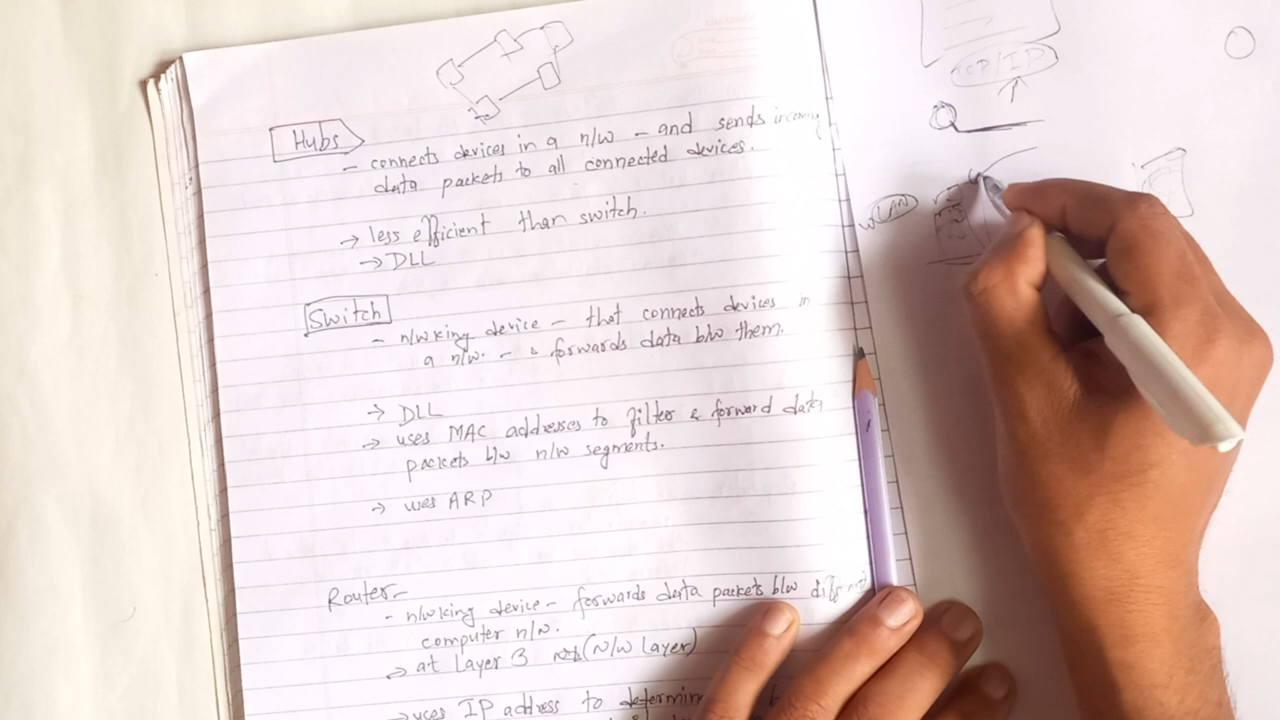 Hubs
- connects devices in a n/w - and sends incoming
data packets to all connected devices.
→ less efficient than switch.
→ DLL
Switch
- n/wking device - that connects devices in
a n/w. - & forwards data b/w them.
→ DLL
→ uses MAC addresses to filter & forward data
packets b/w n/w segments.
→ uses ARP
Router-
- n/wking device - forwards data packets b/w different
computer n/w.
→ at Layer 3 (N/W layer)
→ uses IP address to determin
TCP/IP
WLAN